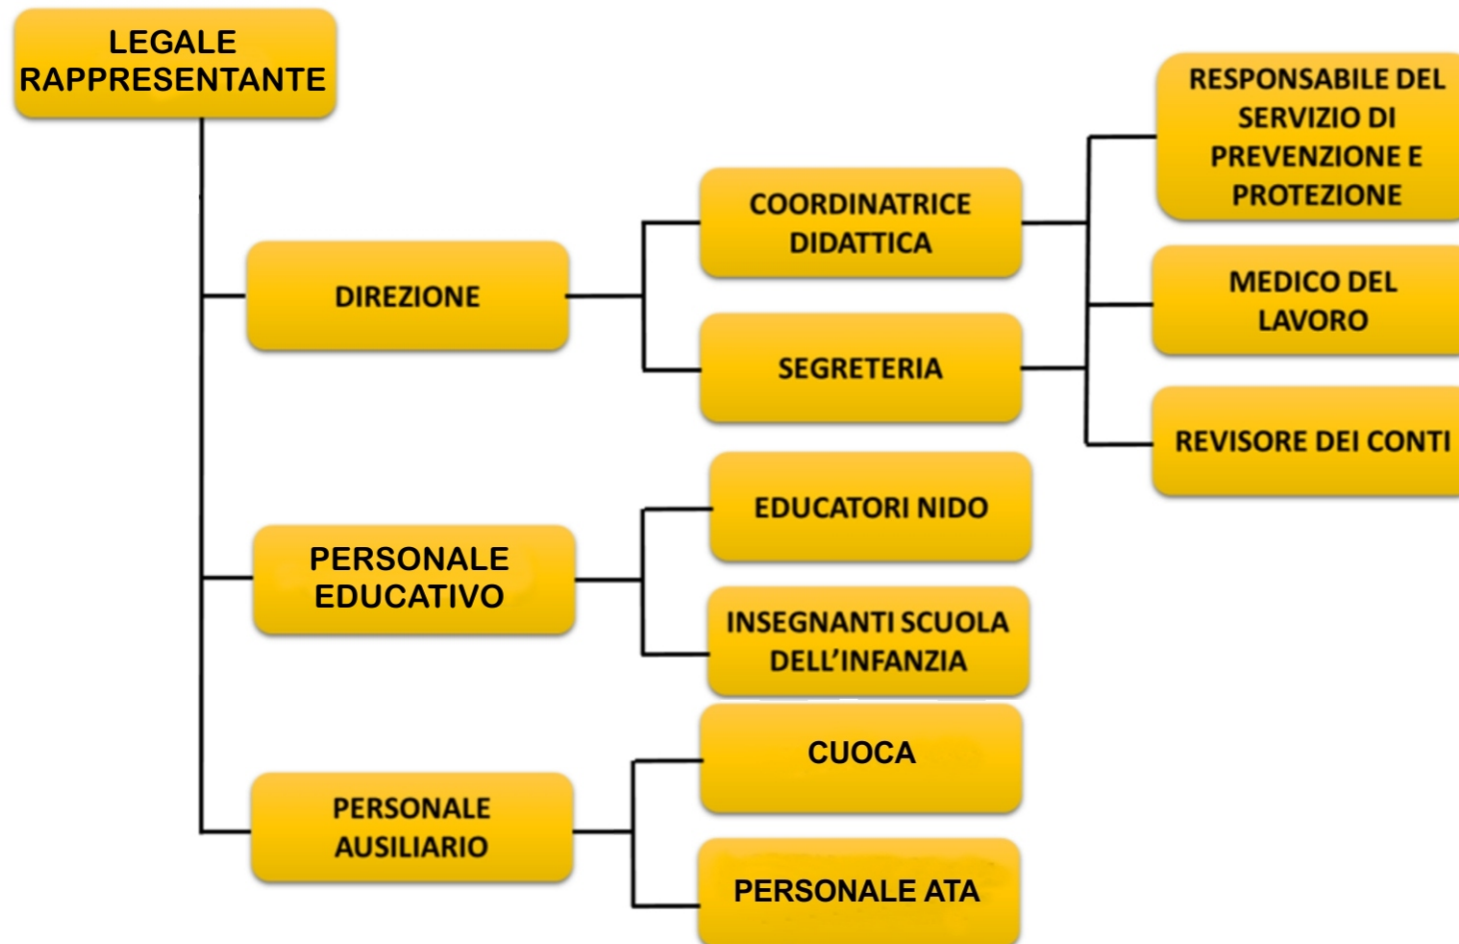 LEGALE
RAPPRESENTANTE
RESPONSABILE DEL
SERVIZIO DI
PREVENZIONE E
PROTEZIONE
COORDINATRICE
DIDATTICA
DIREZIONE
MEDICO DEL
LAVORO
SEGRETERIA
REVISORE DEI CONTI
EDUCATORI NIDO
PERSONALE
EDUCATIVO
INSEGNANTI SCUOLA
DELL'INFANZIA
CUOCA
PERSONALE
AUSILIARIO
PERSONALE ATA